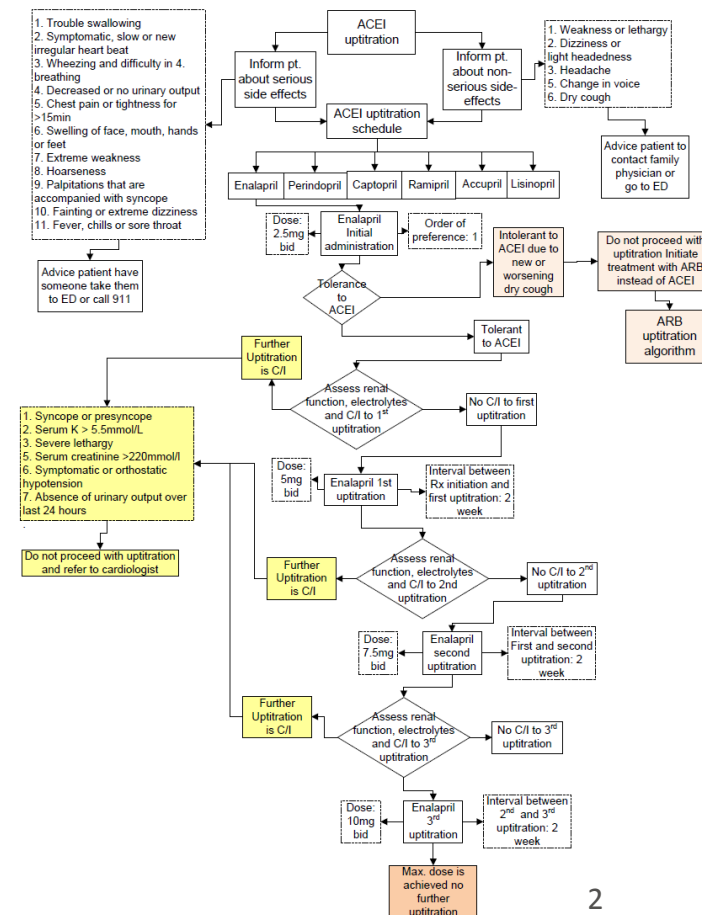 ACEI
uptitration
1. Trouble swallowing
2. Symptomatic, slow or new
irregular heart beat
3. Wheezing and difficulty in 4.
breathing
4. Decreased or no urinary output
5. Chest pain or tightness for
>15min
6. Swelling of face, mouth, hands
or feet
7. Extreme weakness
8. Hoarseness
9. Palpitations that are
accompanied with syncope
10. Fainting or extreme dizziness
11. Fever, chills or sore throat
Inform pt.
about serious
side effects
Inform pt.
about non-
serious side-
effects
1. Weakness or lethargy
2. Dizziness or
light headedness
3. Headache
5. Change in voice
6. Dry cough
ACEI uptitration
schedule
Advice patient to
contact family
physician or
go to ED
Enalapril
Perindopril
Captopril
Ramipril
Accupril
Lisinopril
Advice patient have
someone take them
to ED or call 911
Dose:
2.5mg
bid
Enalapril
Initial
administration
Order of
preference: 1
Intolerant to
ACEI due to
new or
worsening
dry cough
Do not proceed with
uptitration Initiate
treatment with ARB
instead of ACEI
Tolerance
to
ACEI
ARB
uptitration
algorithm
Tolerant
to ACEI
Further
Uptitration
is C/I
Assess renal
function, electrolytes
and C/I to 1st
uptitration
No C/I to first
uptitration
1. Syncope or presyncope
2. Serum K > 5.5mmol/L
3. Severe lethargy
5. Serum creatinine >220mmol/l
6. Symptomatic or orthostatic
hypotension
7. Absence of urinary output over
last 24 hours
.
Dose:
5mg
bid
Enalapril 1st
uptitration
Interval between
Rx initiation and
first uptitration: 2
week
Do not proceed with uptitration
and refer to cardiologist
Further
Uptitration
is C/I
Assess renal
function, electrolytes
and C/I to 2nd
uptitration
No C/I to 2nd
uptitration
Dose:
7.5mg
bid
Enalapril
second
uptitration
Interval between
First and second
uptitration: 2
week
Further
Uptitration
is C/I
Assess renal
function, electrolytes
and C/I to 3rd
uptitration
No C/I to 3rd
uptitration
Dose:
10mg
bid
Enalapril
3rd
uptitration
Interval between
2nd and 3rd
uptitration: 2
week
Max. dose is
achieved no
further
uptitration
2